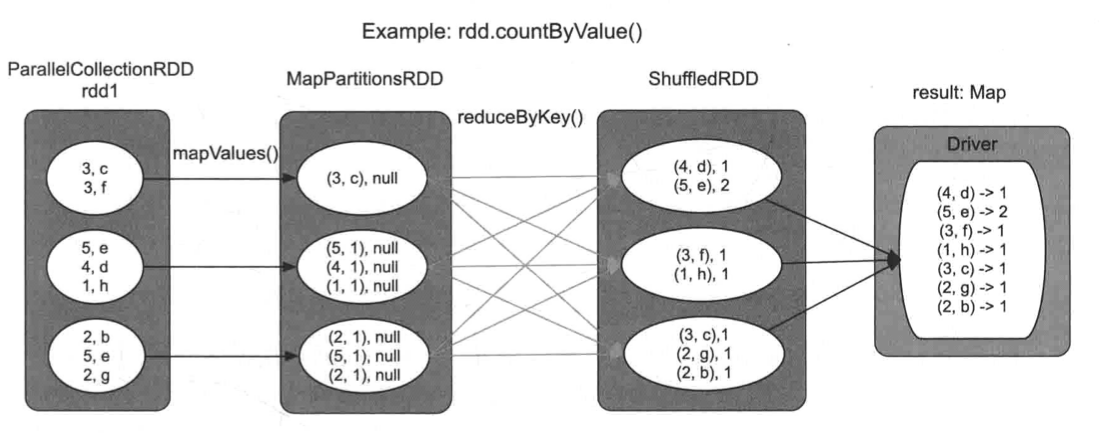 Example: rdd.countByValue()
ParallelCollectionRDD
rdd1
MapPartitionsRDD
ShuffledRDD
result: Map
mapValues()
reduceByKey()
Driver
3, c
3, f
5, e
4, d
1, h
2, b
5, e
2, g
(3, c), null
(5, 1), null
(4, 1), null
(1, 1), null
(2, 1), null
(5, 1), null
(2, 1), null
(4, d), 1
(5, e), 2
(3, f), 1
(1, h), 1
(3, c),1
(2, g), 1
(2, b), 1
(4, d) -> 1
(5, e) -> 2
(3, f) -> 1
(1, h) -> 1
(3, c) -> 1
(2, g) -> 1
(2, b) -> 1